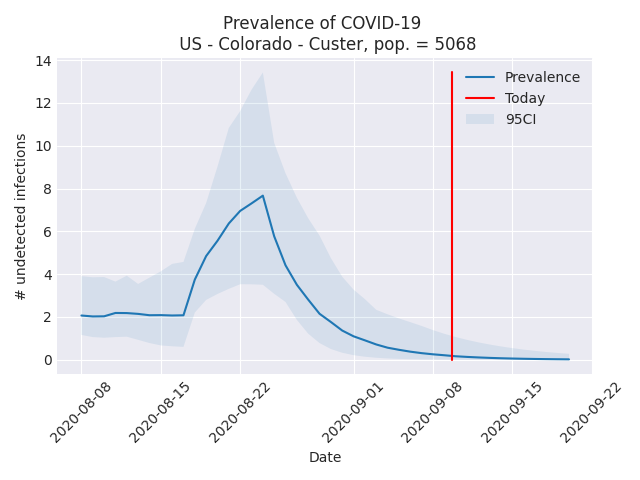 Prevalence of COVID-19
US - Colorado - Custer, pop. = 5068
14
12
10
8
6
4
2
0
# undetected infections
Prevalence
Today
95CI
2020-08-08
2020-08-15
2020-08-22
2020-09-01
2020-09-08
2020-09-15
2020-09-22
Date